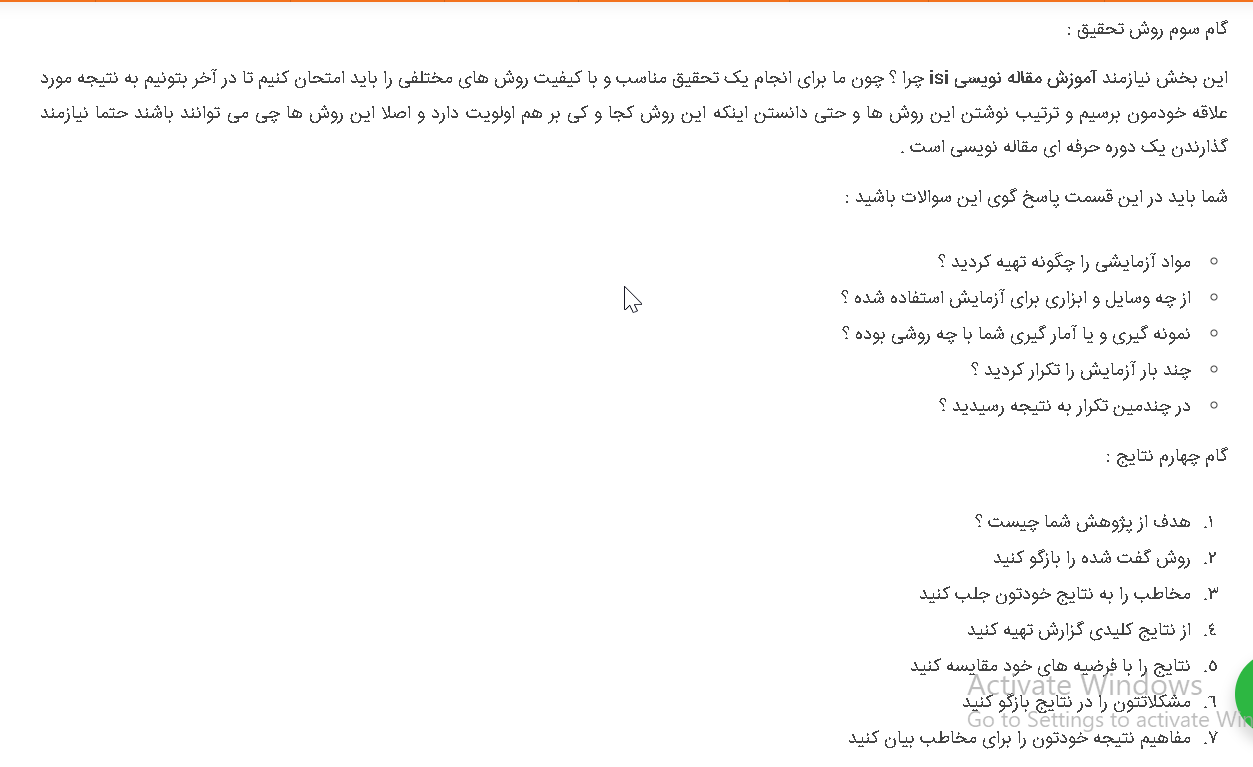 گام سوم روش تحقیق :
این بخش نیازمند آموزش مقاله نویسی isi چرا ؟ چون ما برای انجام یک تحقیق مناسب و با کیفیت روش های مختلفی را باید امتحان کنیم تا در آخر بتونیم به نتیجه مورد
علاقه خودمون برسیم و ترتیب نوشتن این روش ها و حتی دانستن اینکه این روش کجا و کی بر هم اولویت دارد و اصلا این روش ها چی می توانند باشند حتما نیازمند
گذارندن یک دوره حرفه ای مقاله نویسی است .
شما باید در این قسمت پاسخ گوی این سوالات باشید :
○ مواد آزمایشی را چگونه تهیه کردید ؟
○ از چه وسایل و ابزاری برای آزمایش استفاده شده ؟
○ نمونه گیری و یا آمار گیری شما با چه روشی بوده ؟
○ چند بار آزمایش را تکرار کردید ؟
○ در چندمین تکرار به نتیجه رسیدید ؟
گام چهارم نتایج :
۱. هدف از پژوهش شما چیست ؟
۲. روش گفت شده را بازگو کنید
۳. مخاطب را به نتایج خودتون جلب کنید
٤. از نتایج کلیدی گزارش تهیه کنید
٥. نتایج را با فرضیه های خود مقایسه کنید
Activate Windows
٦. مشکلاتتون را در نتایج بازگو کنید
Go to Settings to activate Win
۷. مفاهیم نتیجه خودتون را برای مخاطب بیان کنید